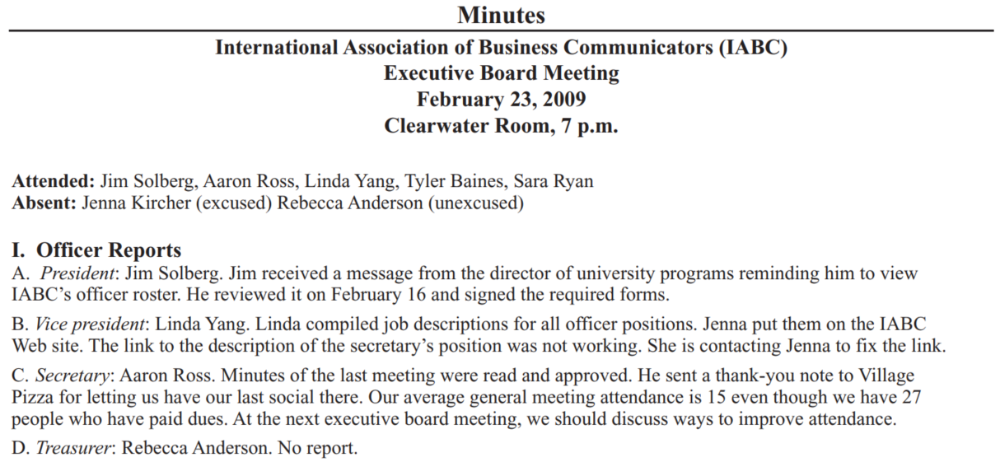 Minutes
International Association of Business Communicators (IABC)
Executive Board Meeting
February 23, 2009
Clearwater Room, 7 p.m.
Attended: Jim Solberg, Aaron Ross, Linda Yang, Tyler Baines, Sara Ryan
Absent: Jenna Kircher (excused) Rebecca Anderson (unexcused)
I. Officer Reports
A. President: Jim Solberg. Jim received a message from the director of university programs reminding him to view
IABC’s officer roster. He reviewed it on February 16 and signed the required forms.
B. Vice president: Linda Yang. Linda compiled job descriptions for all officer positions. Jenna put them on the IABC
Web site. The link to the description of the secretary’s position was not working. She is contacting Jenna to fix the link.
C. Secretary: Aaron Ross. Minutes of the last meeting were read and approved. He sent a thank-you note to Village
Pizza for letting us have our last social there. Our average general meeting attendance is 15 even though we have 27
people who have paid dues. At the next executive board meeting, we should discuss ways to improve attendance.
D. Treasurer: Rebecca Anderson. No report.